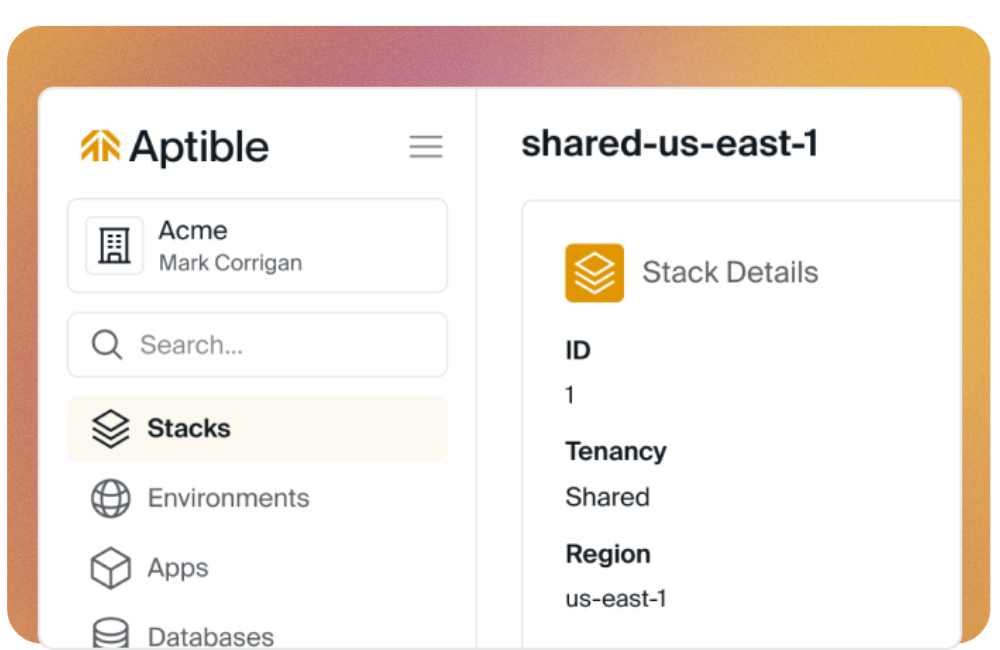 Aptible
Acme
Mark Corrigan
Search...
Stacks
Environments
Apps
Databases
shared-us-east-1
Stack Details
ID
1
Tenancy
Shared
Region
us-east-1